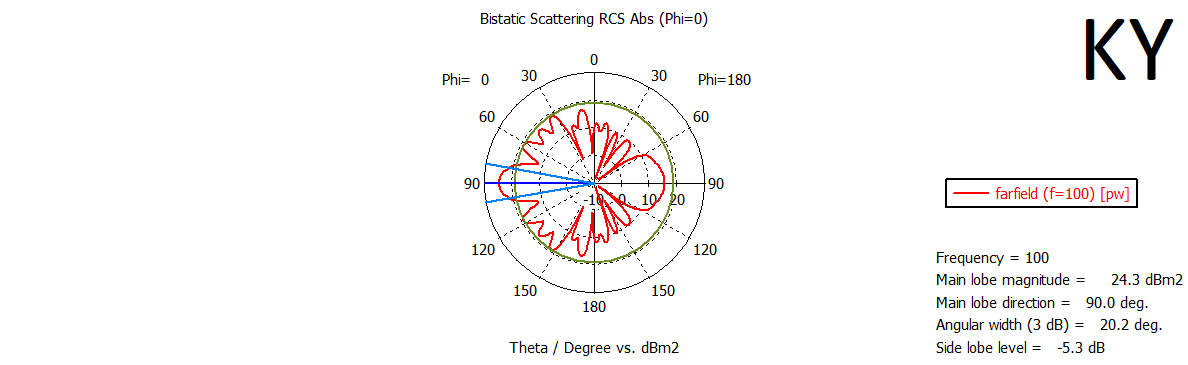 Bistatic Scattering RCS Abs (Phi=0)
KY
0
Phi= 0 30 30 Phi=180
60 60
90 -10 0 10 20 90
120 120
150 150
180
Theta / Degree vs. dBm2
farfield (f=100) [pw]
Frequency = 100
Main lobe magnitude = 24.3 dBm2
Main lobe direction = 90.0 deg.
Angular width (3 dB) = 20.2 deg.
Side lobe level = -5.3 dB